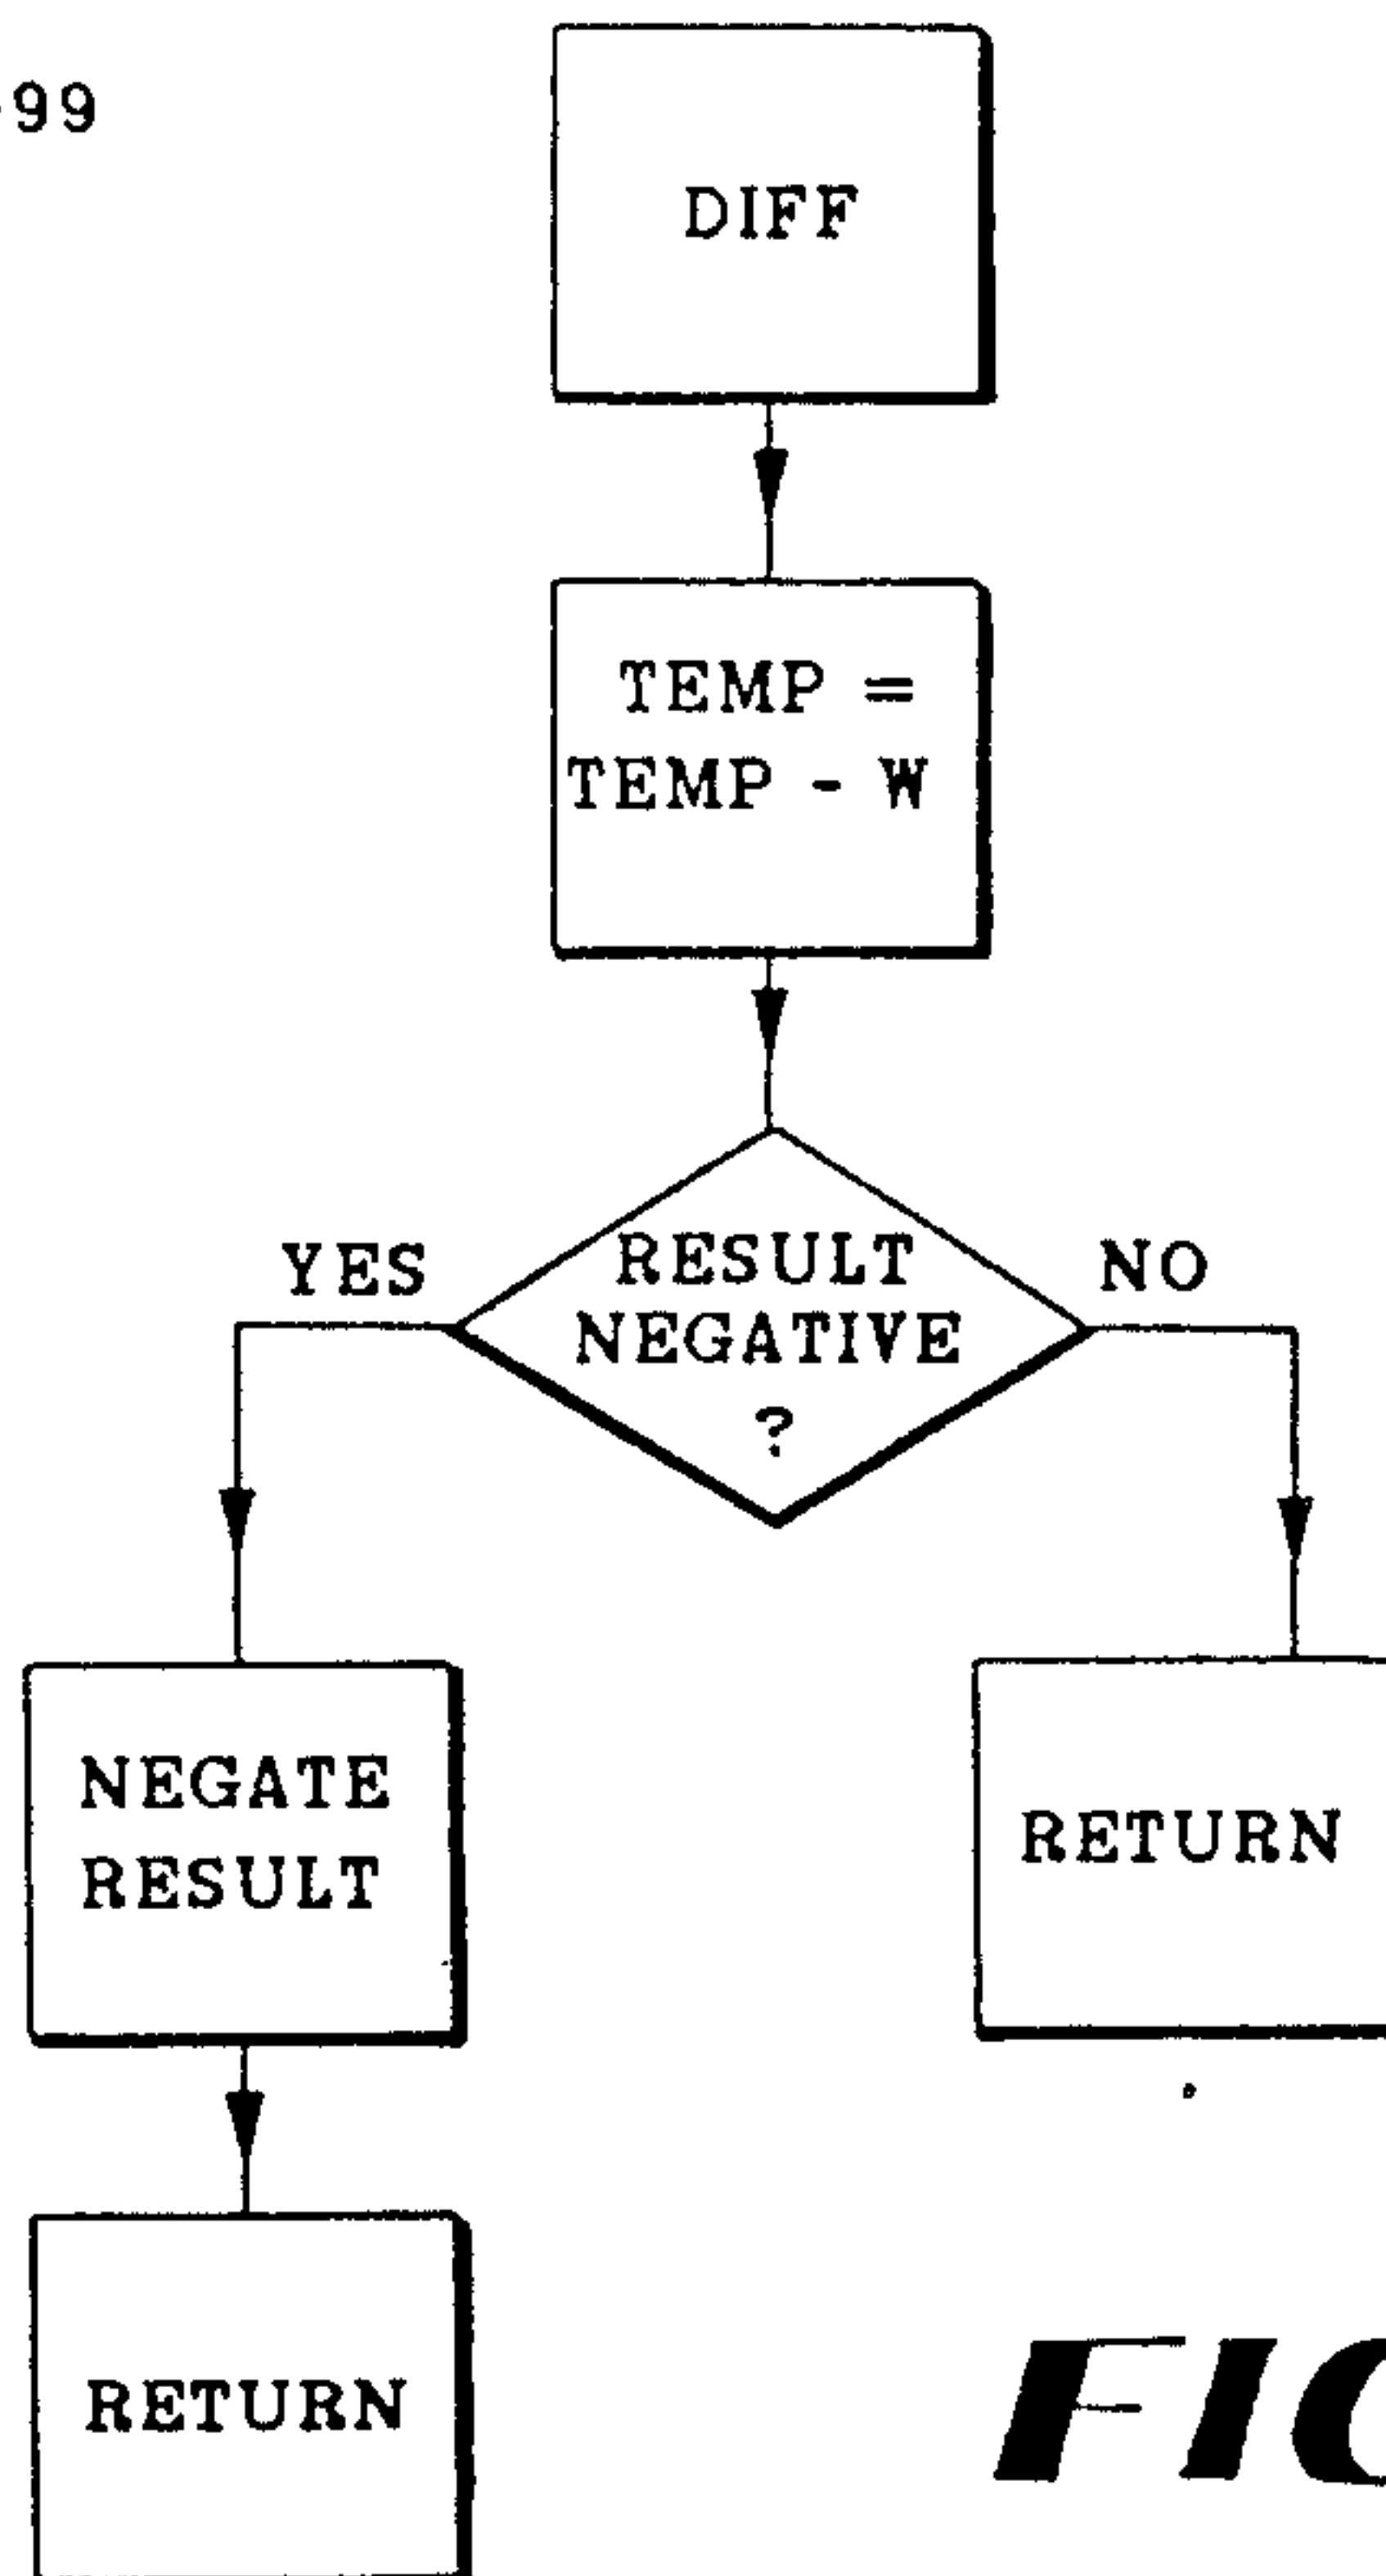 99
DIFF
TEMP =
TEMP - W
YES
RESULT
NEGATIVE
?
NO
NEGATE
RESULT
RETURN
RETURN